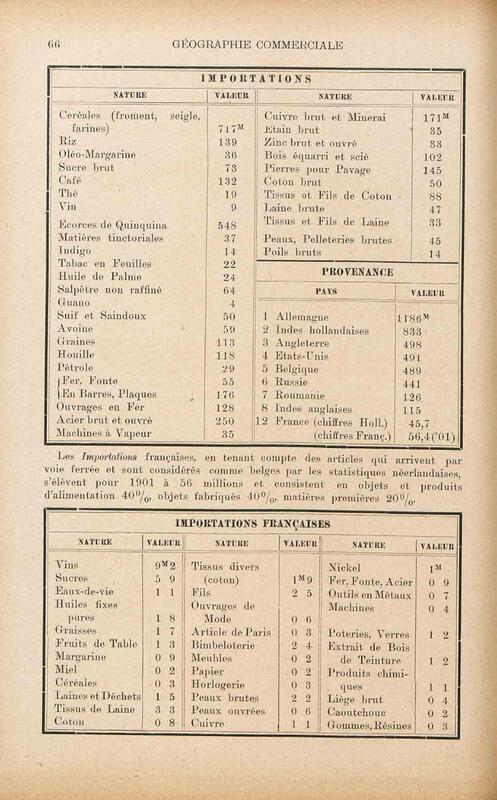 66
GÉOGRAPHIE COMMERCIALE
IMPORTATIONS
NATURE VALEUR
Céréales (froment, seigle,
farines) 717ᴹ
Riz 139
Oléo-Margarine 36
Sucre brut 73
Café 132
Thé 19
Vin 9
Ecorces de Quinquina 548
Matières tinctoriales 37
Indigo 14
Tabac en Feuilles 22
Huile de Palme 24
Salpêtre non raffiné 64
Guano 4
Suif et Saindoux 50
Avoine 59
Graines 113
Houille 118
Pétrole 29
Fer, Fonte 55
En Barres, Plaques 176
Ouvrages en Fer 128
Acier brut et ouvré 250
Machines à Vapeur 35
NATURE VALEUR
Cuivre brut et Minerai 171ᴹ
Etain brut 35
Zinc brut et ouvré 33
Bois équarri et scié 102
Pierres pour Pavage 145
Coton brut 50
Tissus et Fils de Coton 88
Laine brute 47
Tissus et Fils de Laine 33
Peaux, Pelleteries brutes 45
Poils bruts 14
PROVENANCE
PAYS VALEUR
1 Allemagne 1186ᴹ
2 Indes hollandaises 833
3 Angleterre 498
4 Etats-Unis 491
5 Belgique 489
6 Russie 441
7 Roumanie 126
8 Indes anglaises 115
12 France (chiffres Holl.) 45,7
(chiffres Franç.) 56,4('01)
Les Importations françaises, en tenant compte des articles qui arrivent par
voie ferrée et sont considérés comme belges par les statistiques néerlandaises,
s'élèvent pour 1901 à 56 millions et consistent en objets et produits
d'alimentation 40%, objets fabriqués 40%, matières premières 20%.
IMPORTATIONS FRANÇAISES
NATURE VALEUR
Vins 9ᴹ2
Sucres 5 9
Eaux-de-vie 1 1
Huiles fixes
pures 1 8
Graisses 1 7
Fruits de Table 1 3
Margarine 0 9
Miel 0 2
Céréales 0 3
Laines et Déchets 1 5
Tissus de Laine 3 3
Coton 0 8
NATURE VALEUR
Tissus divers
(coton) 1ᴹ9
Fils 2 5
Ouvrages de
Mode 0 6
Article de Paris 0 3
Bimbeloterie 2 4
Meubles 0 2
Papier 0 2
Horlogerie 0 3
Peaux brutes 2 2
Peaux ouvrées 0 6
Cuivre 1 1
NATURE VALEUR
Nickel 1ᴹ
Fer, Fonte, Acier 0 9
Outils en Métaux 0 7
Machines 0 4
Poteries, Verres 1 2
Extrait de Bois
de Teinture 1 2
Produits chimi-
ques 1 1
Liège brut 0 4
Caoutchouc 0 2
Gommes, Résines 0 3